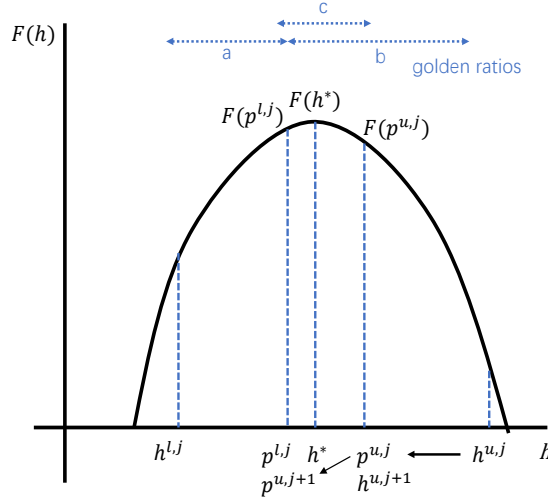 c
F(h)
a
b
golden ratios
F(p^{l,j})
F(h*)
F(p^{u,j})
h^{l,j}
p^{l,j}
h*
p^{u,j}
h^{u,j}
h
p^{u,j+1}
h^{u,j+1}